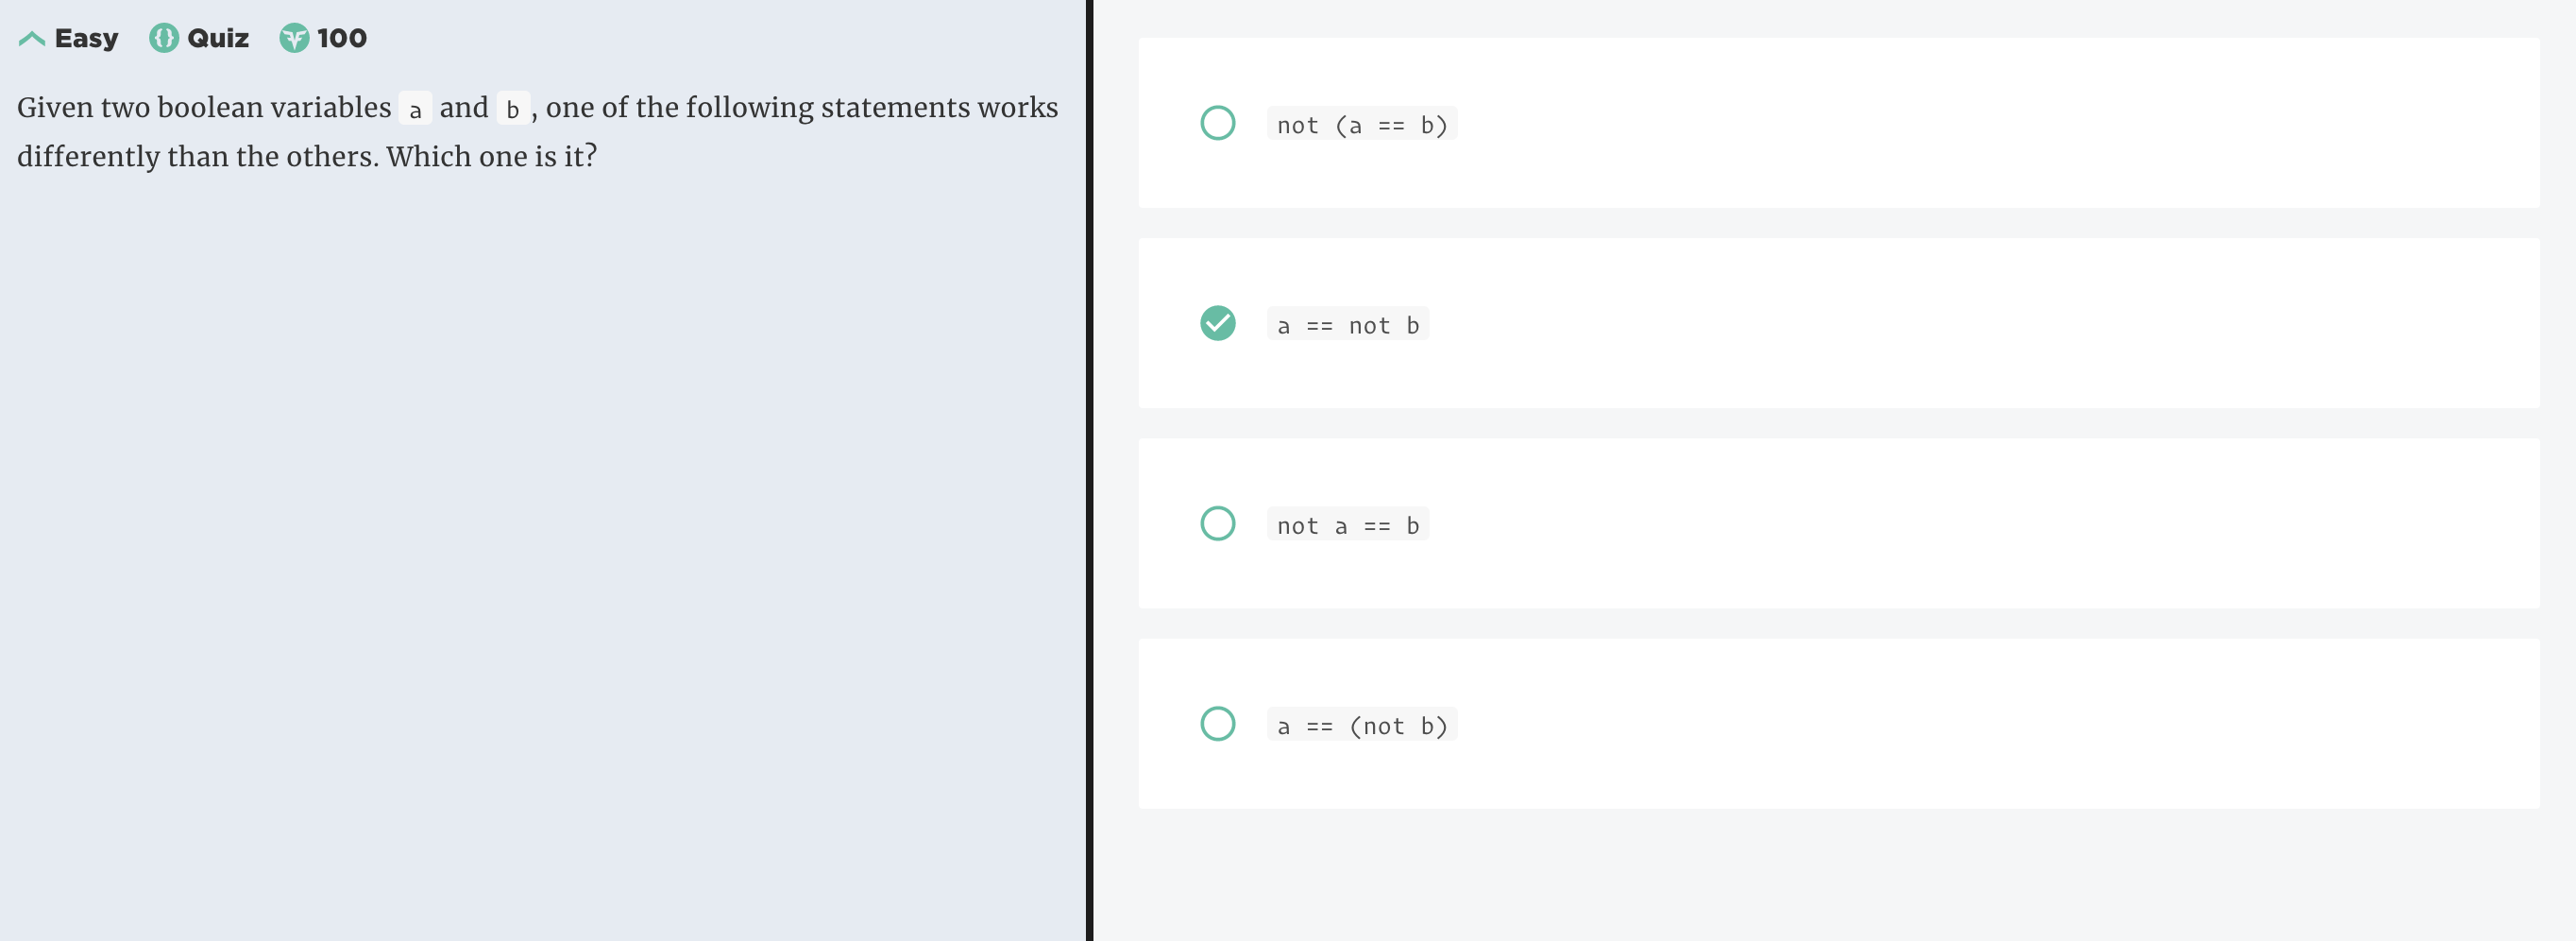 Easy Quiz 100
Given two boolean variables a and b, one of the following statements works
differently than the others. Which one is it?
not (a == b)
a == not b
not a == b
a == (not b)